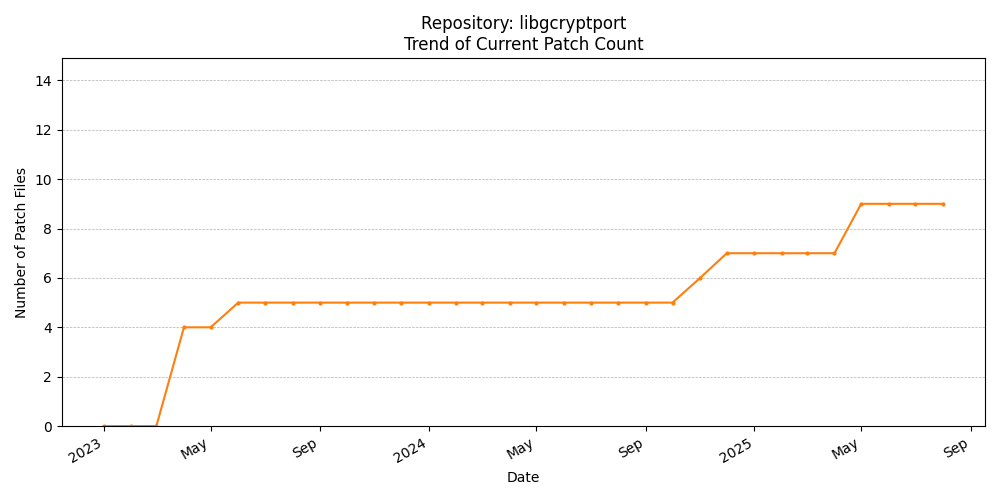 Repository: libgcryptport
Trend of Current Patch Count
Number of Patch Files
14
12
10
8
6
4
2
0
2023
May
Sep
2024
May
Sep
2025
May
Sep
Date